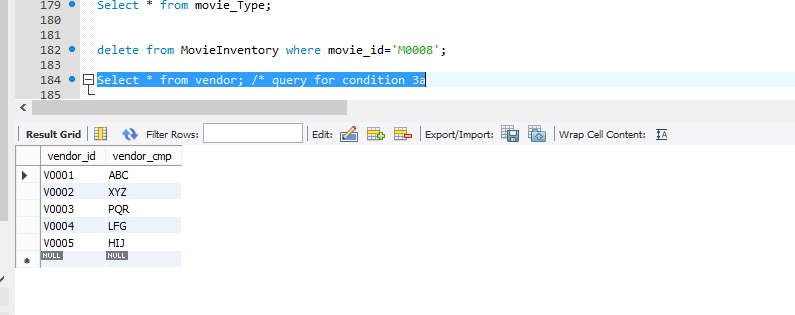 179 Select * from movie_Type;
180
181
182 delete from MovieInventory where movie_id='M0008';
183
184 Select * from vendor; /* query for condition 3a
185
Result Grid Filter Rows: Edit: Export/Import: Wrap Cell Content: IA
vendor_id vendor_cmp
V0001 ABC
V0002 XYZ
V0003 PQR
V0004 LFG
V0005 HIJ
NULL NULL